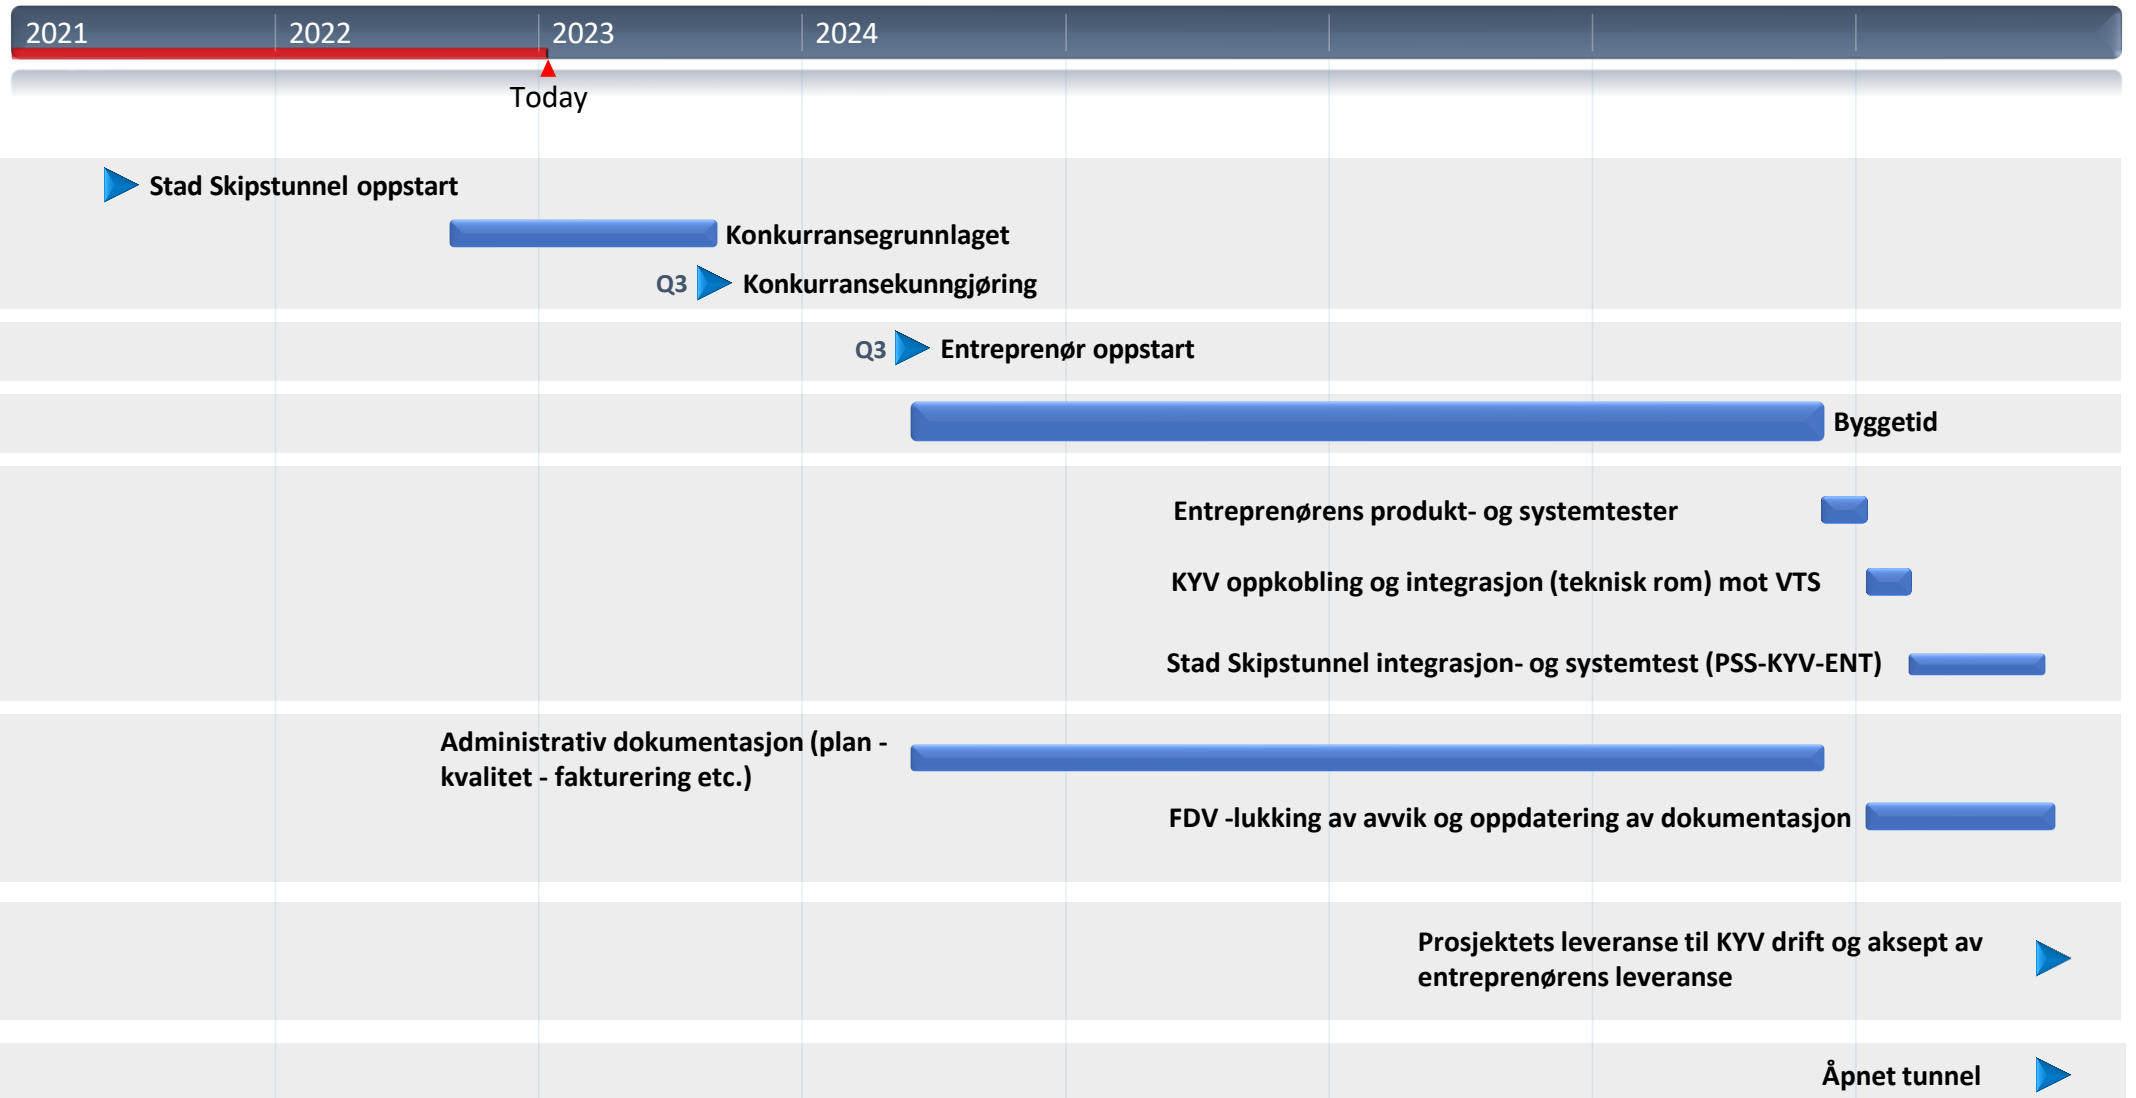 2021 2022 2023 2024
Today
Stad Skipstunnel oppstart
Konkurransegrunnlaget
Q3 Konkurransekunngjøring
Q3 Entreprenør oppstart
Byggetid
Entreprenørens produkt- og systemtester
KYV oppkobling og integrasjon (teknisk rom) mot VTS
Stad Skipstunnel integrasjon- og systemtest (PSS-KYV-ENT)
Administrativ dokumentasjon (plan -
kvalitet - fakturering etc.)
FDV -lukking av avvik og oppdatering av dokumentasjon
Prosjektets leveranse til KYV drift og aksept av
entreprenørens leveranse
Åpnet tunnel